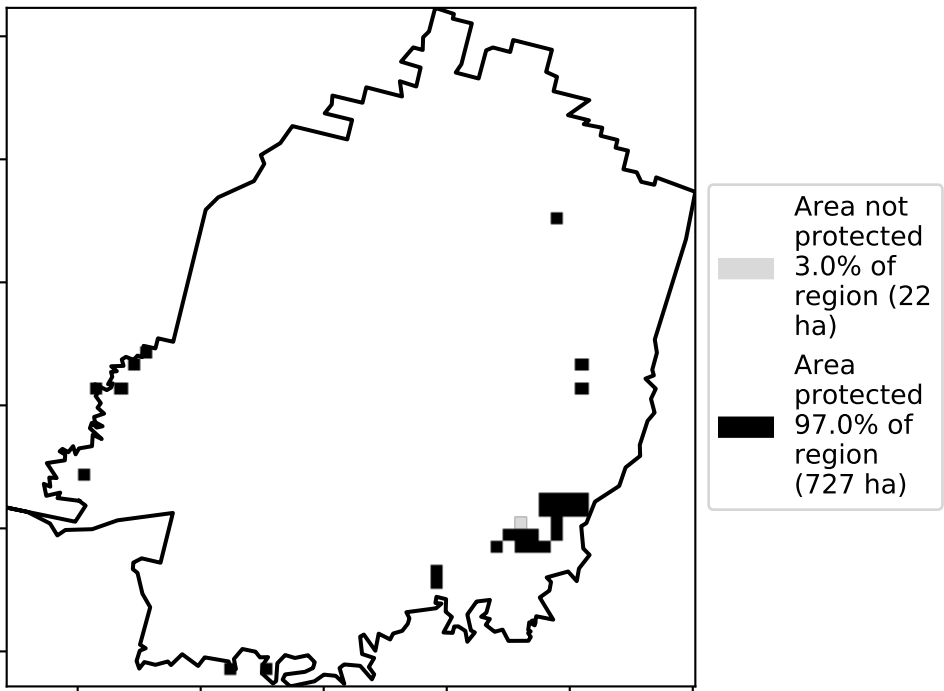 Area not
protected
3.0% of
region (22
ha)
Area
protected
97.0% of
region
(727 ha)